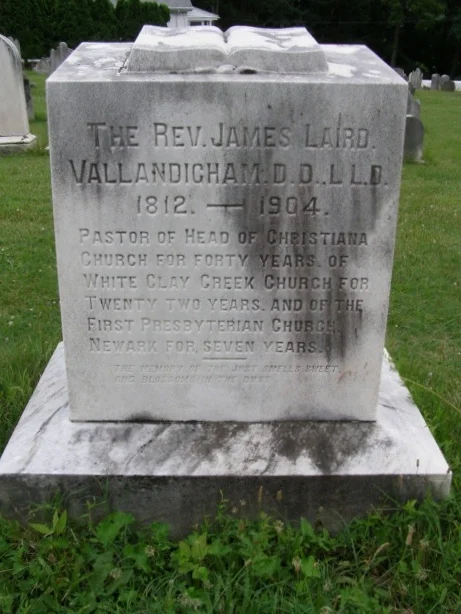 THE REV. JAMES LAIRD.
VALLANDIGHAM. D.D., L L.D.
1812. — 1904.
PASTOR OF HEAD OF CHRISTIANA
CHURCH FOR FORTY YEARS. OF
WHITE CLAY CREEK CHURCH FOR
TWENTY TWO YEARS. AND OF THE
FIRST PRESBYTERIAN CHURCH
NEWARK FOR, SEVEN YEARS.
THE MEMORY OF THE JUST SMELLS SWEET.
AND BLOSSOMS IN THE DUST